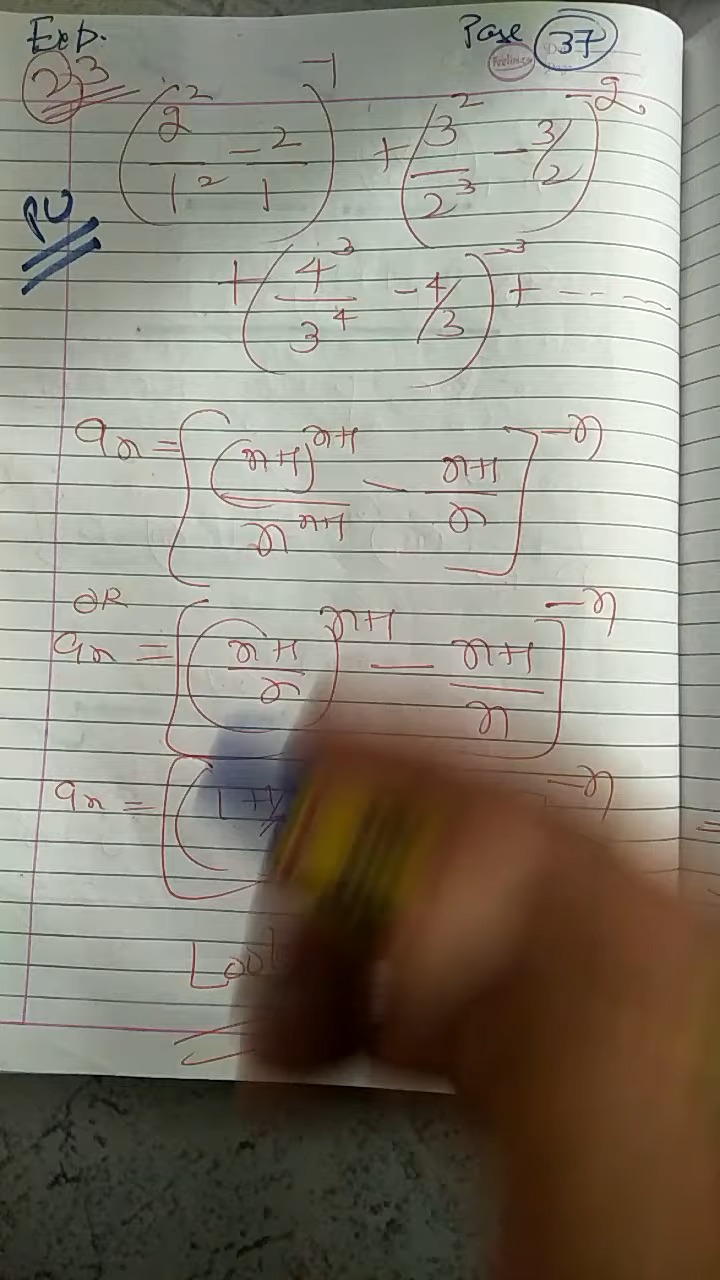 Exp. Page 37
23 (2^2/1^2 - 2/1)^-1 + (3^2/2^3 - 3/2)^-2
PU
+ (4^3/3^4 - 4/3)^-3 + - - - -
a_n = [(n+1)^n+1/n^n+1 - n+1/n]^-n
OR
a_n = [(n+1/n)^n+1 - n+1/n]^-n
a_n = [(1+1/